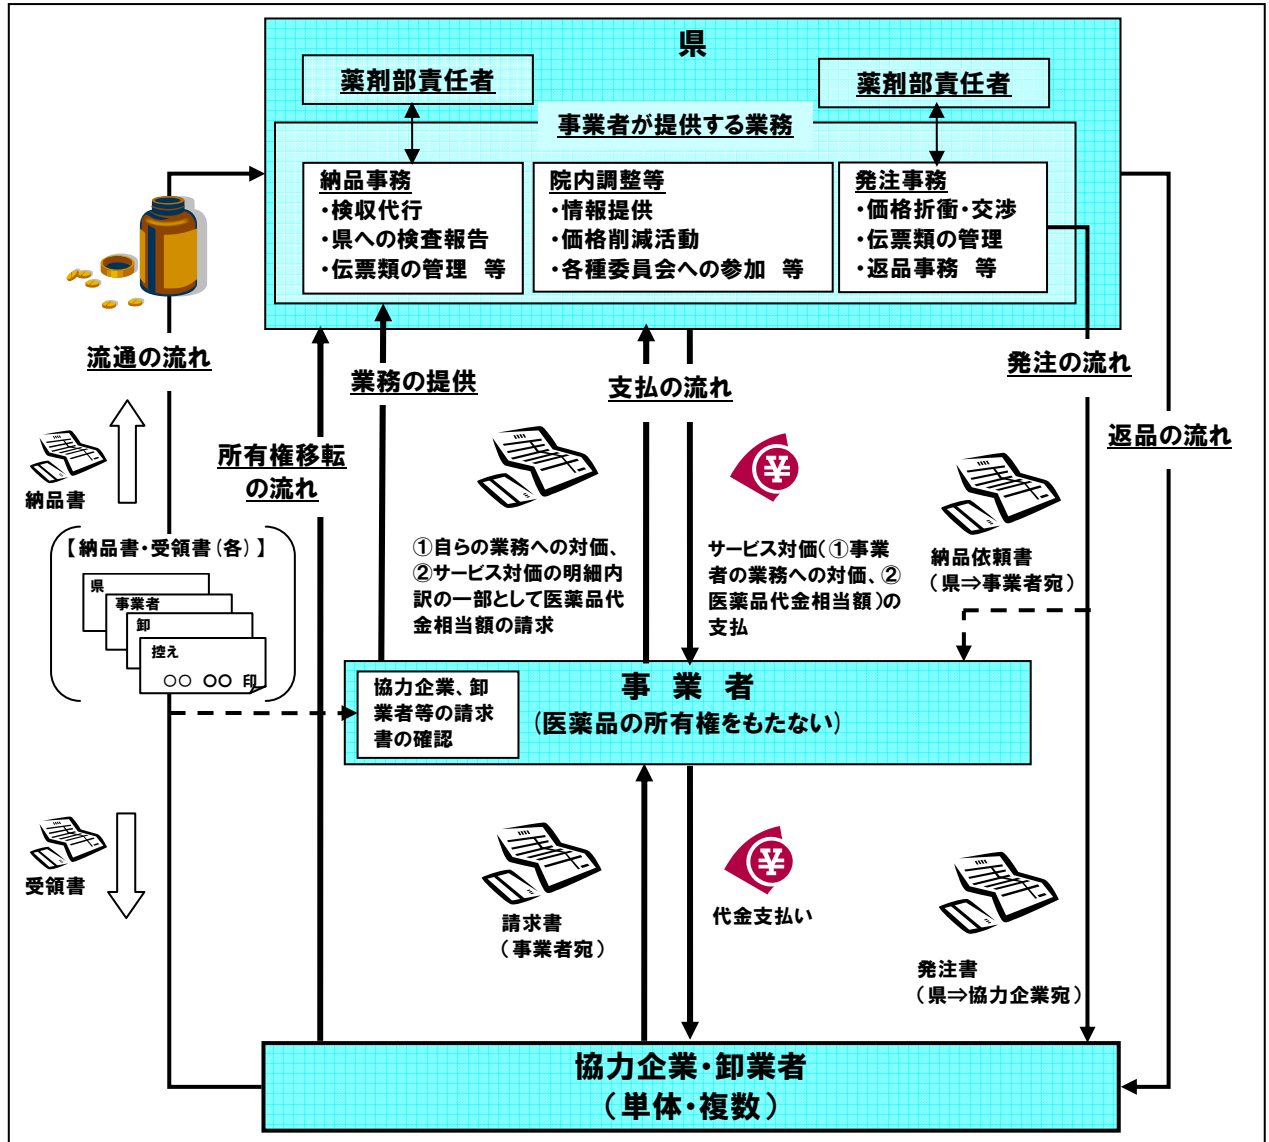 県
薬剤部責任者
薬剤部責任者
事業者が提供する業務
納品事務
・検収代行
・県への検査報告
・伝票類の管理 等
院内調整等
・情報提供
・価格削減活動
・各種委員会への参加 等
発注事務
・価格折衝・交渉
・伝票類の管理
・返品事務 等
流通の流れ
業務の提供
支払の流れ
発注の流れ
返品の流れ
所有権移転
の流れ
納品書
【納品書・受領書(各)】
県
事業者
卸
控え
○○ ○○ 印
①自らの業務への対価、
②サービス対価の明細内
訳の一部として医薬品代
金相当額の請求
サービス対価(①事業
者の業務への対価、②
医薬品代金相当額)の
支払
納品依頼書
(県⇒事業者宛)
協力企業、卸
業者等の請求
書の確認
事 業 者
(医薬品の所有権をもたない)
受領書
請求書
(事業者宛)
¥
¥
代金支払い
発注書
(県⇒協力企業宛)
協力企業・卸業者
(単体・複数)